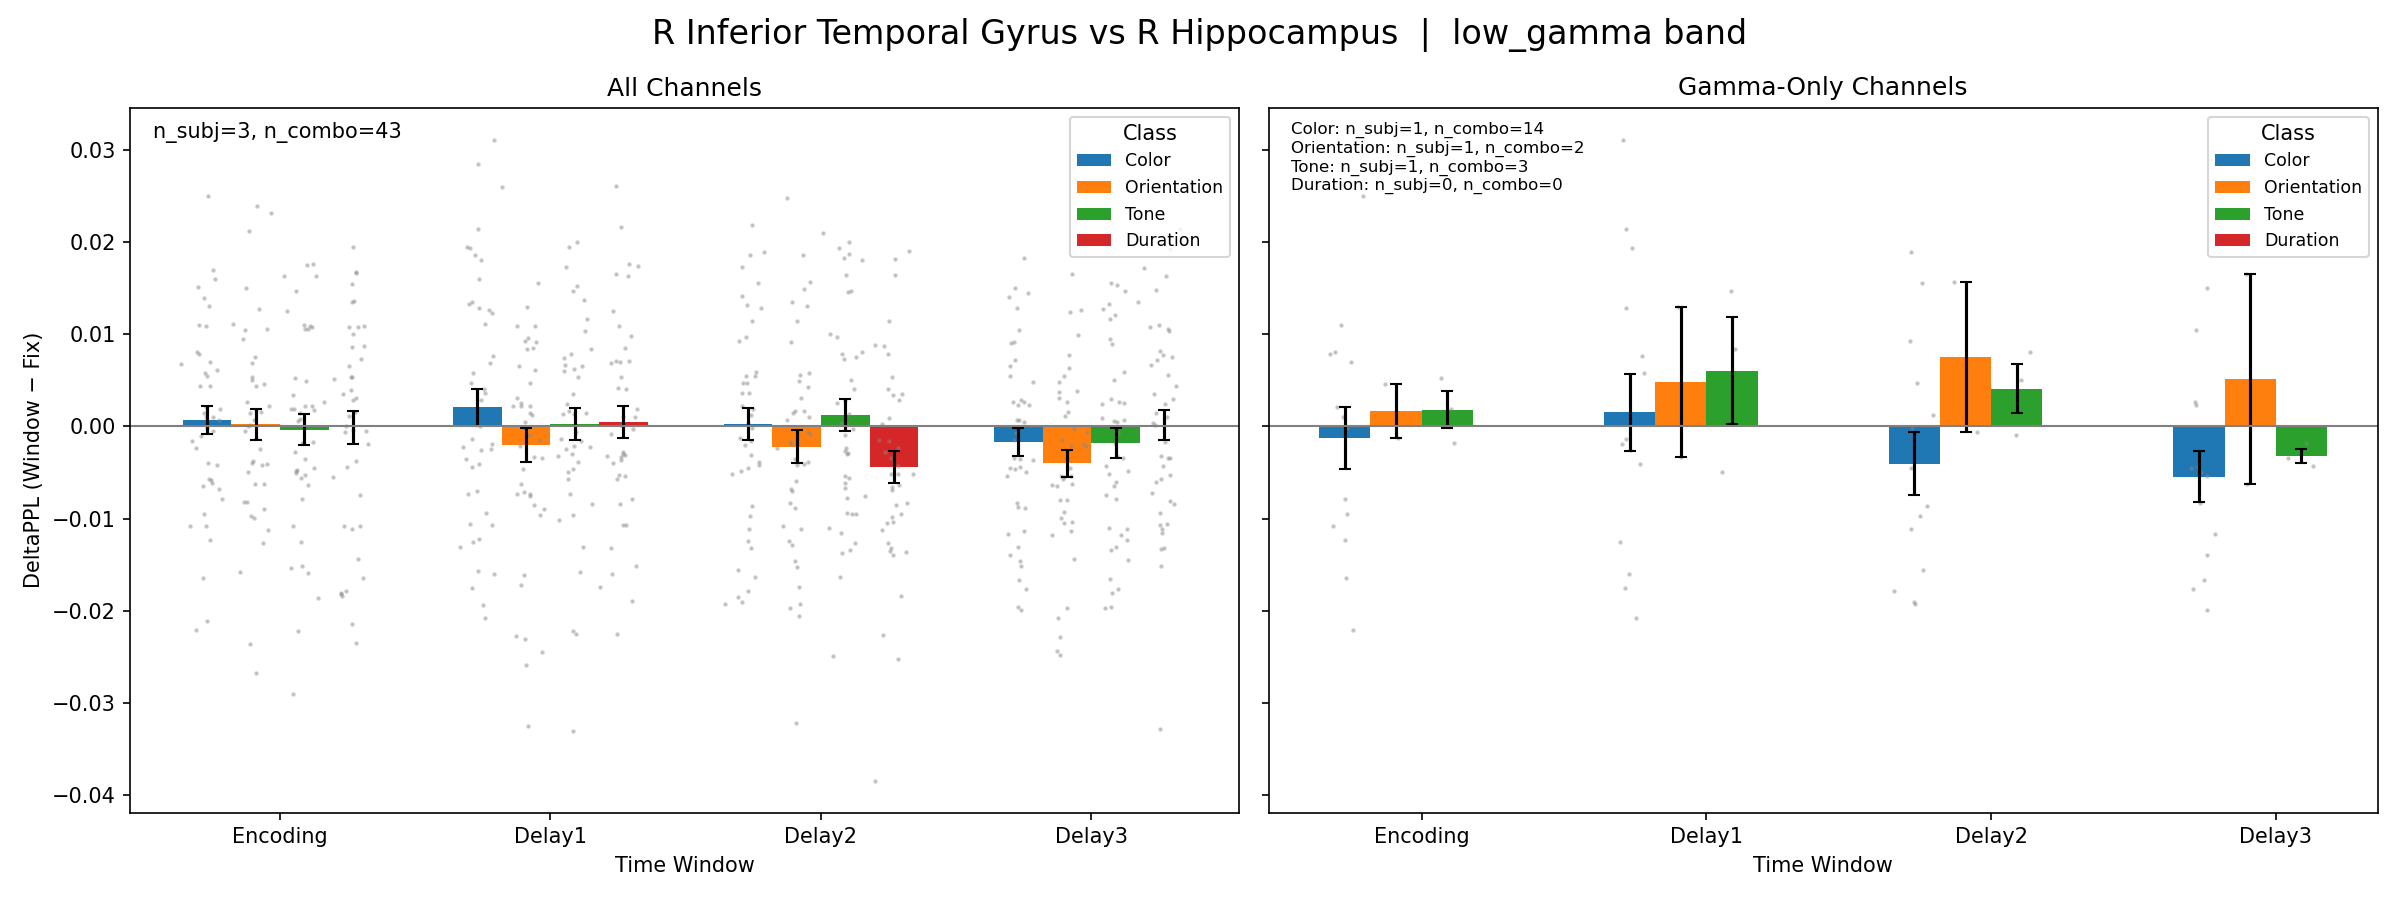 R Inferior Temporal Gyrus vs R Hippocampus | low_gamma band
All Channels
n_subj=3, n_combo=43
Class
Color
Orientation
Tone
Duration
DeltaPPL (Window − Fix)
0.03
0.02
0.01
0.00
−0.01
−0.02
−0.03
−0.04
Encoding
Delay1
Delay2
Delay3
Time Window
Gamma-Only Channels
Color: n_subj=1, n_combo=14
Orientation: n_subj=1, n_combo=2
Tone: n_subj=1, n_combo=3
Duration: n_subj=0, n_combo=0
Class
Color
Orientation
Tone
Duration
Encoding
Delay1
Delay2
Delay3
Time Window